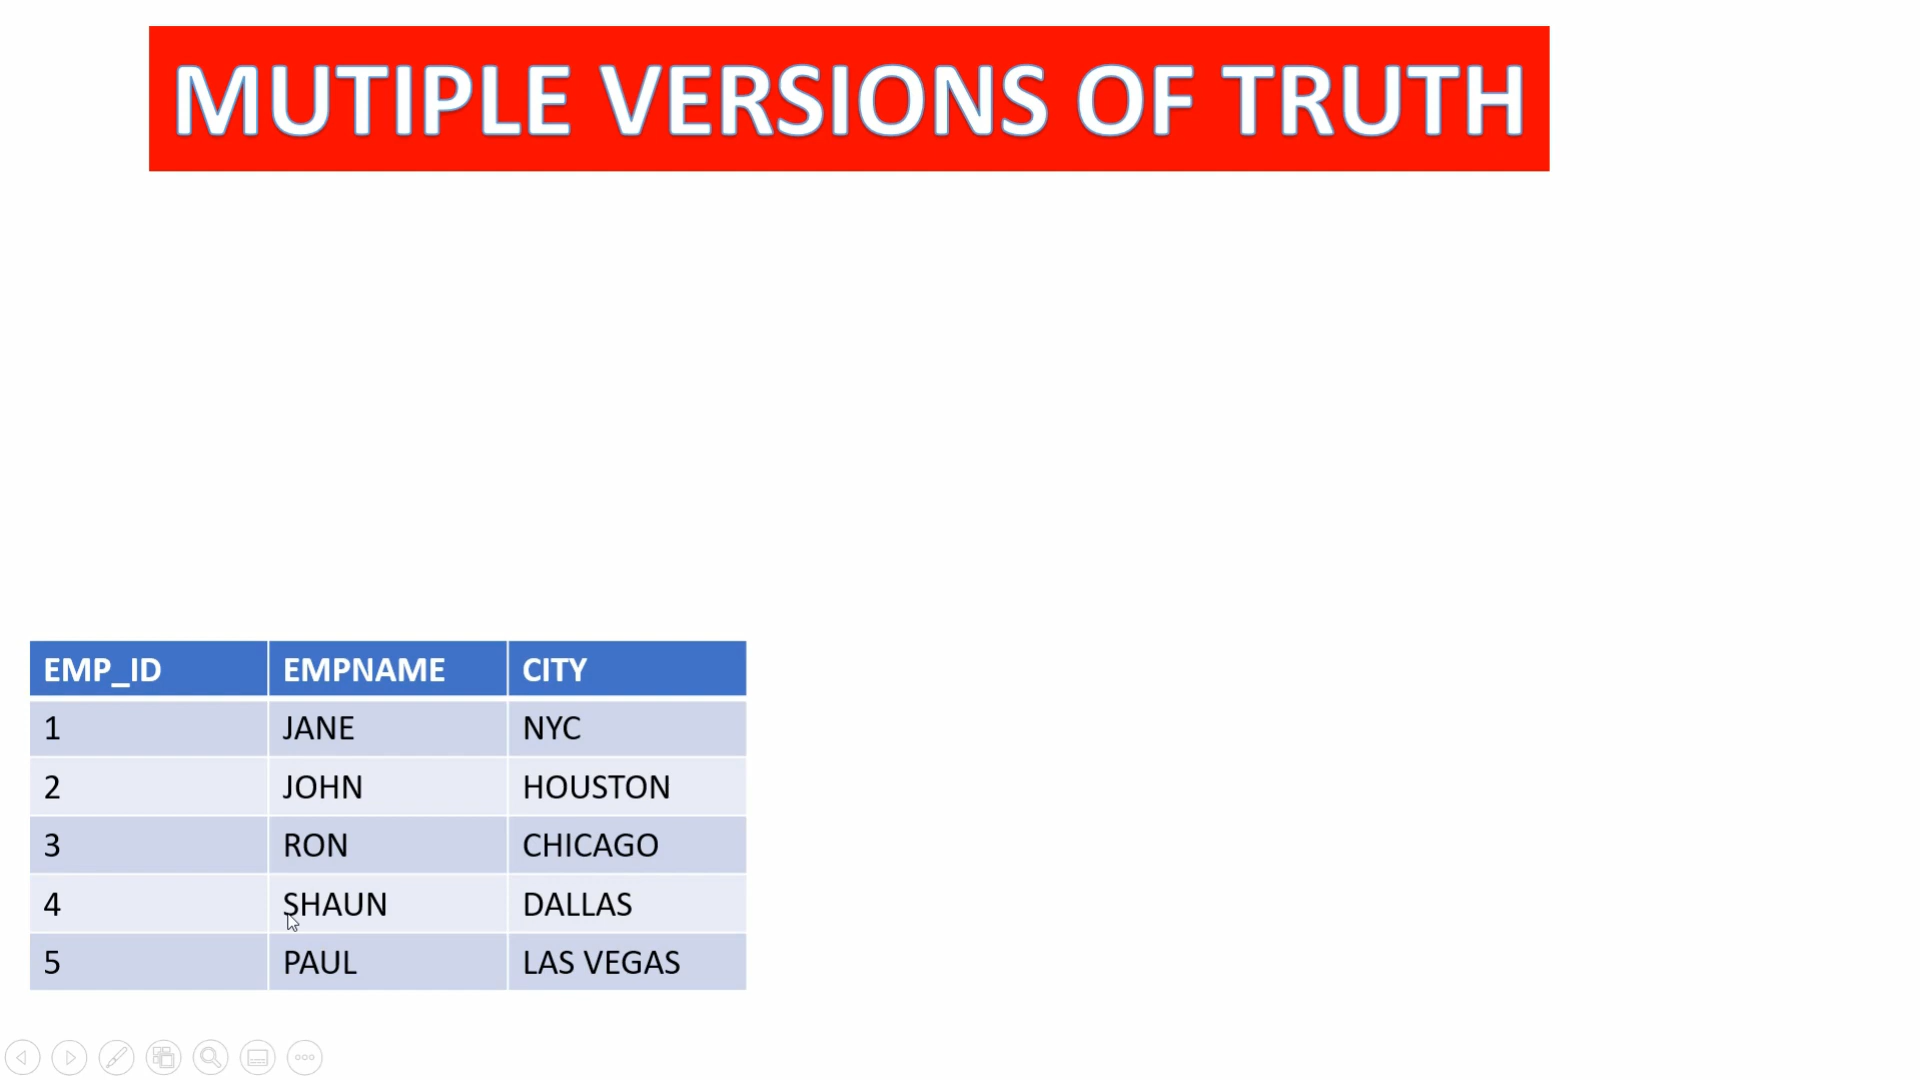 MUTIPLE VERSIONS OF TRUTH
EMP_ID EMPNAME CITY
1 JANE NYC
2 JOHN HOUSTON
3 RON CHICAGO
4 SHAUN DALLAS
5 PAUL LAS VEGAS